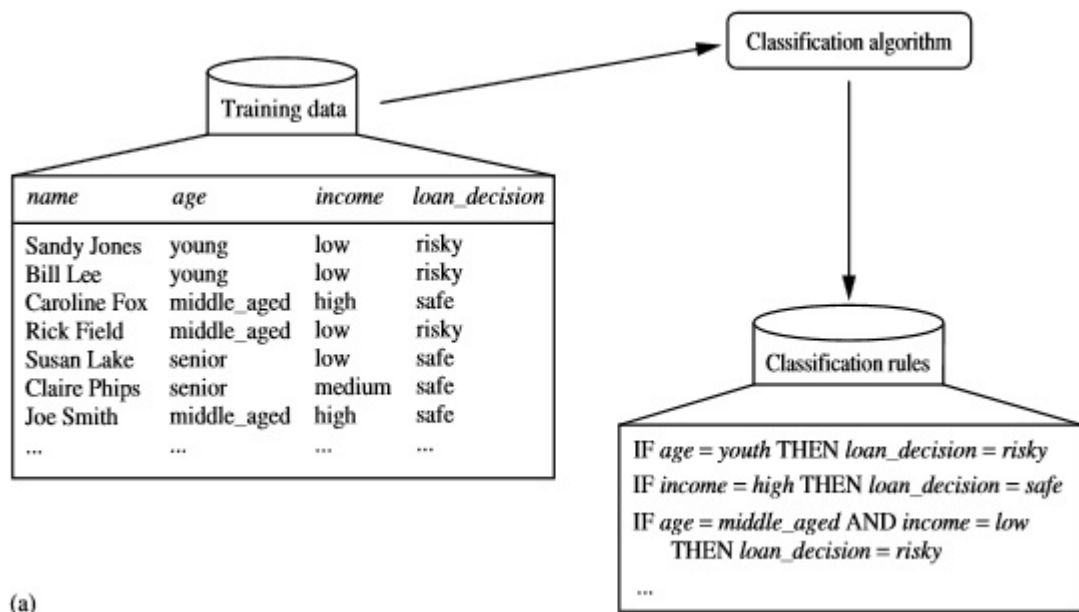 Classification algorithm
Training data
name age income loan_decision
Sandy Jones young low risky
Bill Lee young low risky
Caroline Fox middle_aged high safe
Rick Field middle_aged low risky
Susan Lake senior low safe
Claire Phips senior medium safe
Joe Smith middle_aged high safe
... ... ... ...
Classification rules
IF age = youth THEN loan_decision = risky
IF income = high THEN loan_decision = safe
IF age = middle_aged AND income = low
THEN loan_decision = risky
...
(a)